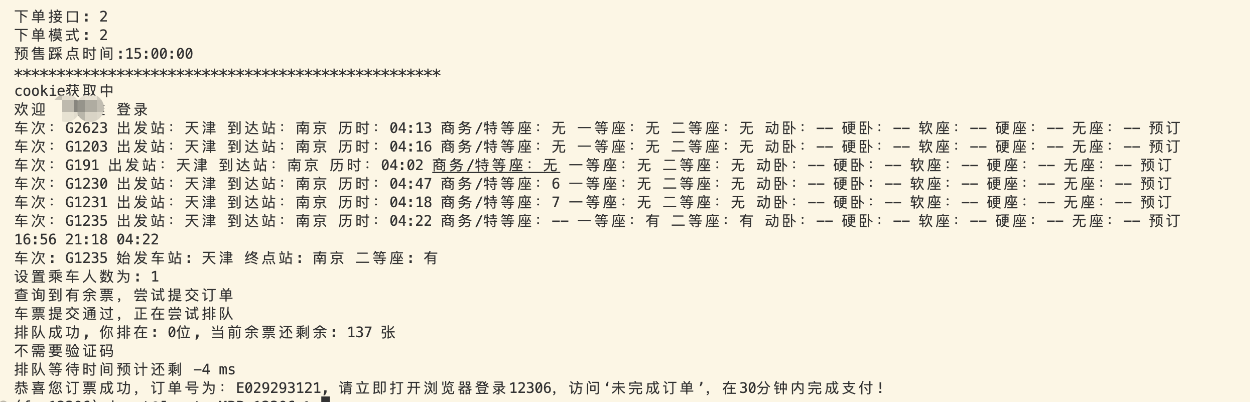 下单接口: 2
下单模式: 2
预售踩点时间:15:00:00
**************************************************
cookie获取中
欢迎 登录
车次: G2623 出发站: 天津 到达站: 南京 历时: 04:13 商务/特等座: 无 一等座: 无 二等座: 无 动卧: -- 硬卧: -- 软座: -- 硬座: -- 无座: -- 预订
车次: G1203 出发站: 天津 到达站: 南京 历时: 04:16 商务/特等座: 无 一等座: 无 二等座: 无 动卧: -- 硬卧: -- 软座: -- 硬座: -- 无座: -- 预订
车次: G191 出发站: 天津 到达站: 南京 历时: 04:02 商务/特等座: 无 一等座: 无 二等座: 无 动卧: -- 硬卧: -- 软座: -- 硬座: -- 无座: -- 预订
车次: G1230 出发站: 天津 到达站: 南京 历时: 04:47 商务/特等座: 6 一等座: 无 二等座: 无 动卧: -- 硬卧: -- 软座: -- 硬座: -- 无座: -- 预订
车次: G1231 出发站: 天津 到达站: 南京 历时: 04:18 商务/特等座: 7 一等座: 无 二等座: 无 动卧: -- 硬卧: -- 软座: -- 硬座: -- 无座: -- 预订
车次: G1235 出发站: 天津 到达站: 南京 历时: 04:22 商务/特等座: -- 一等座: 有 二等座: 有 动卧: -- 硬卧: -- 软座: -- 硬座: -- 无座: -- 预订
16:56 21:18 04:22
车次: G1235 始发车站: 天津 终点站: 南京 二等座: 有
设置乘车人数为: 1
查询到有余票, 尝试提交订单
车票提交通过, 正在尝试排队
排队成功, 你排在: 0位, 当前余票还剩余: 137 张
不需要验证码
排队等待时间预计还剩 -4 ms
恭喜您订票成功, 订单号为: E029293121, 请立即打开浏览器登录12306, 访问‘未完成订单’, 在30分钟内完成支付!